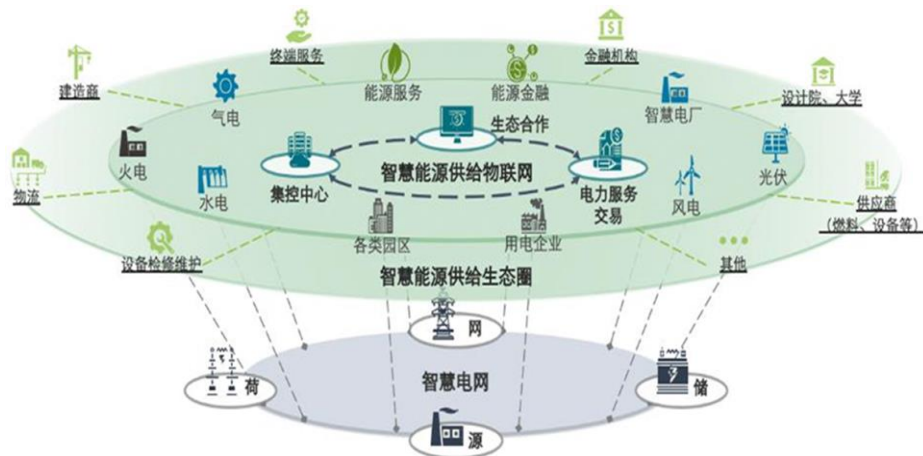 终端服务
金融机构
建造商
能源服务
能源金融
设计院、大学
气电
智慧电厂
生态合作
火电
智慧能源供给物联网
光伏
物流
水电
集控中心
电力服务
交易
风电
供应商
（燃料、设备等）
各类园区
用电企业
设备检修维护
其他
智慧能源供给生态圈
网
智慧电网
荷
储
源